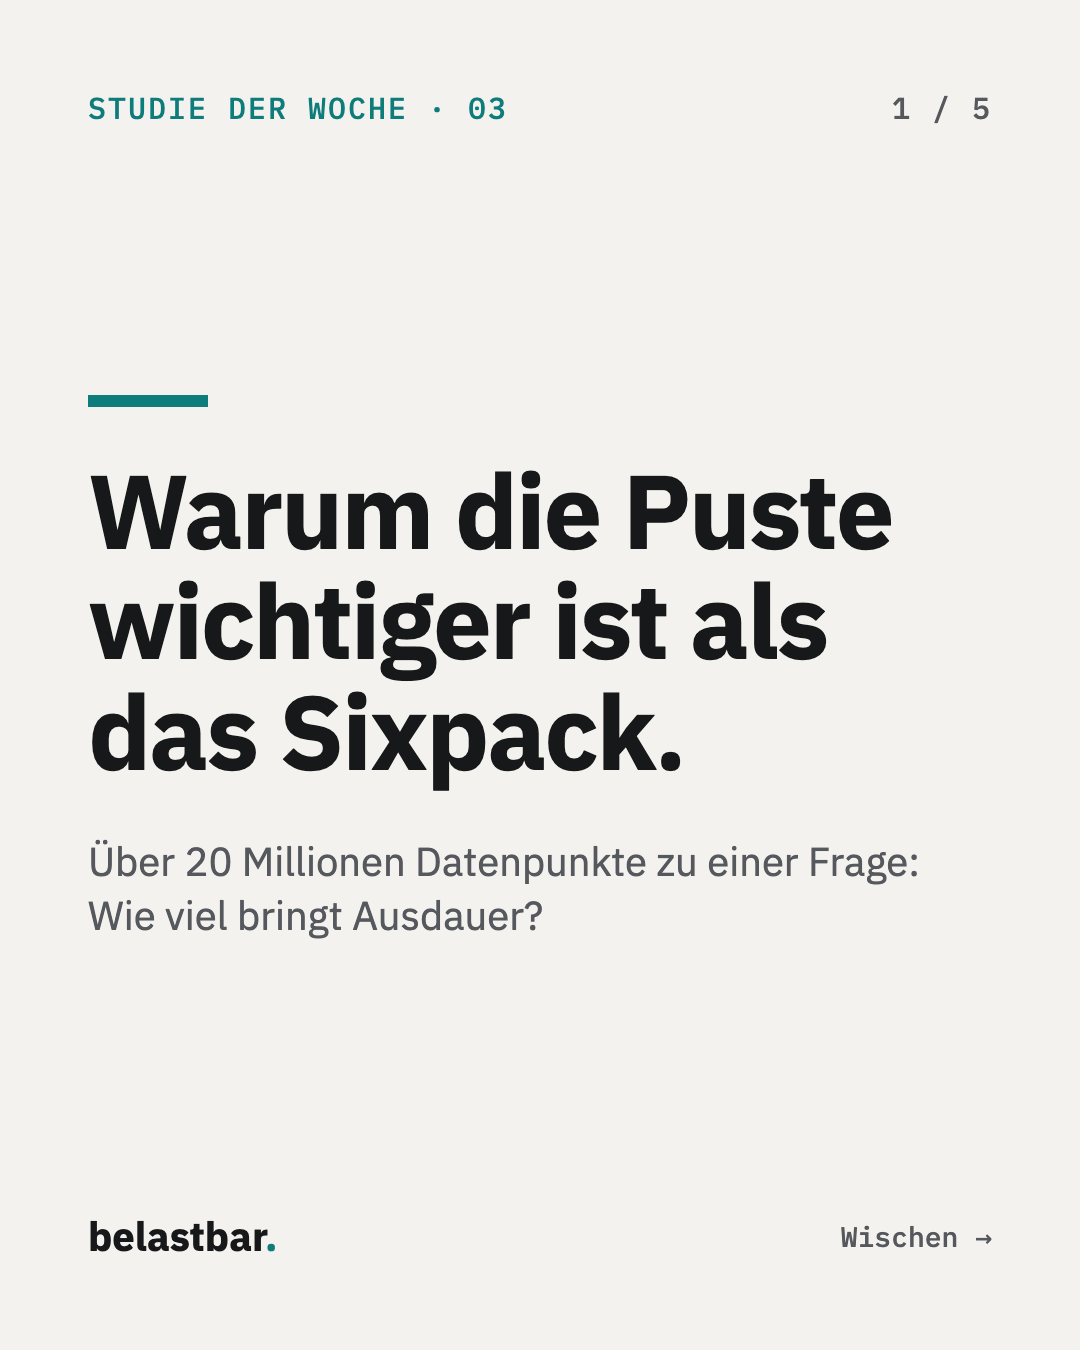 STUDIE DER WOCHE · 03
1 / 5
Warum die Puste
wichtiger ist als
das Sixpack.
Über 20 Millionen Datenpunkte zu einer Frage:
Wie viel bringt Ausdauer?
belastbar.
Wischen →